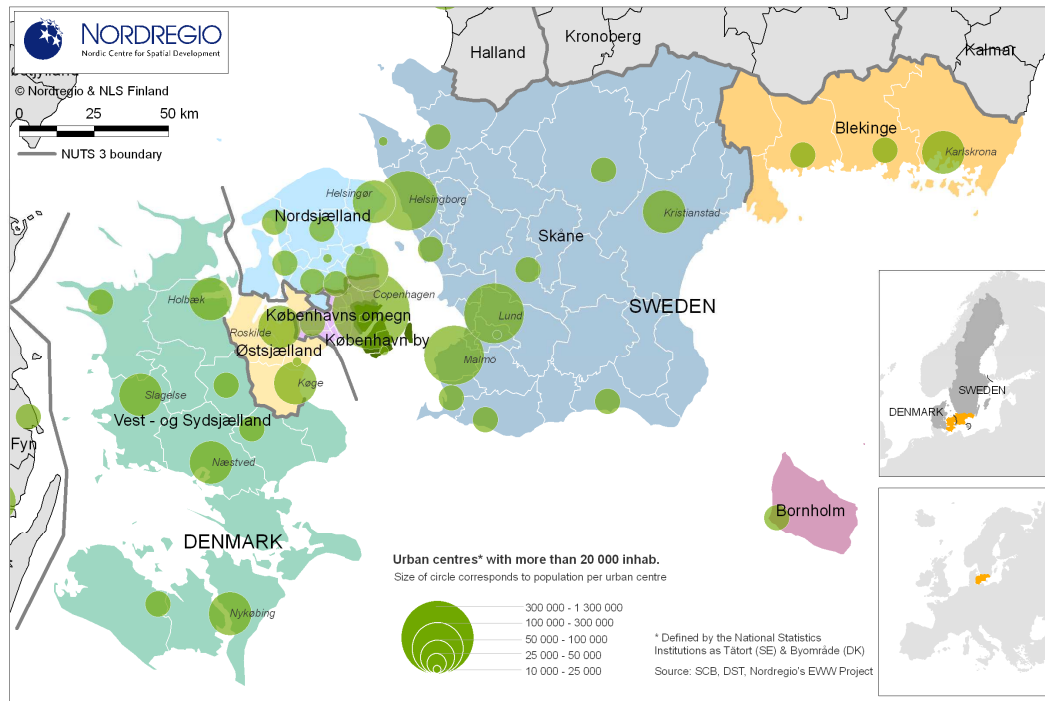 NORDREGIO
Nordic Centre for Spatial Development
© Nordregio & NLS Finland
0 25 50 km
NUTS 3 boundary
Halland
Kronoberg
Kalmar
Blekinge
Karlskrona
Helsingør
Helsingborg
Nordsjælland
Kristianstad
Skåne
SWEDEN
Holbæk
Copenhagen
Københavns omegn
Lund
Roskilde
København by
Østsjælland
Malmo
Køge
Slagelse
Vest - og Sydsjælland
Fyn
Næstved
Bornholm
DENMARK
Nykøbing
SWEDEN
DENMARK
Urban centres* with more than 20 000 inhab.
Size of circle corresponds to population per urban centre
300 000 - 1 300 000
100 000 - 300 000
50 000 - 100 000
25 000 - 50 000
10 000 - 25 000
* Defined by the National Statistics
Institutions as Tätort (SE) & Byområde (DK)
Source: SCB, DST, Nordregio's EWW Project